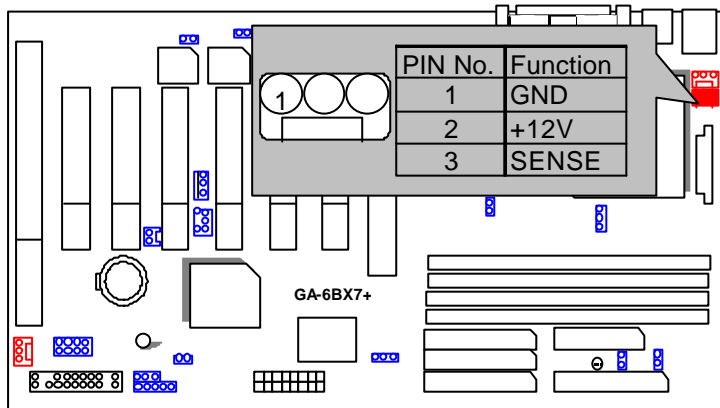 PIN No. Function
1 GND
2 +12V
3 SENSE
1
GA-6BX7+